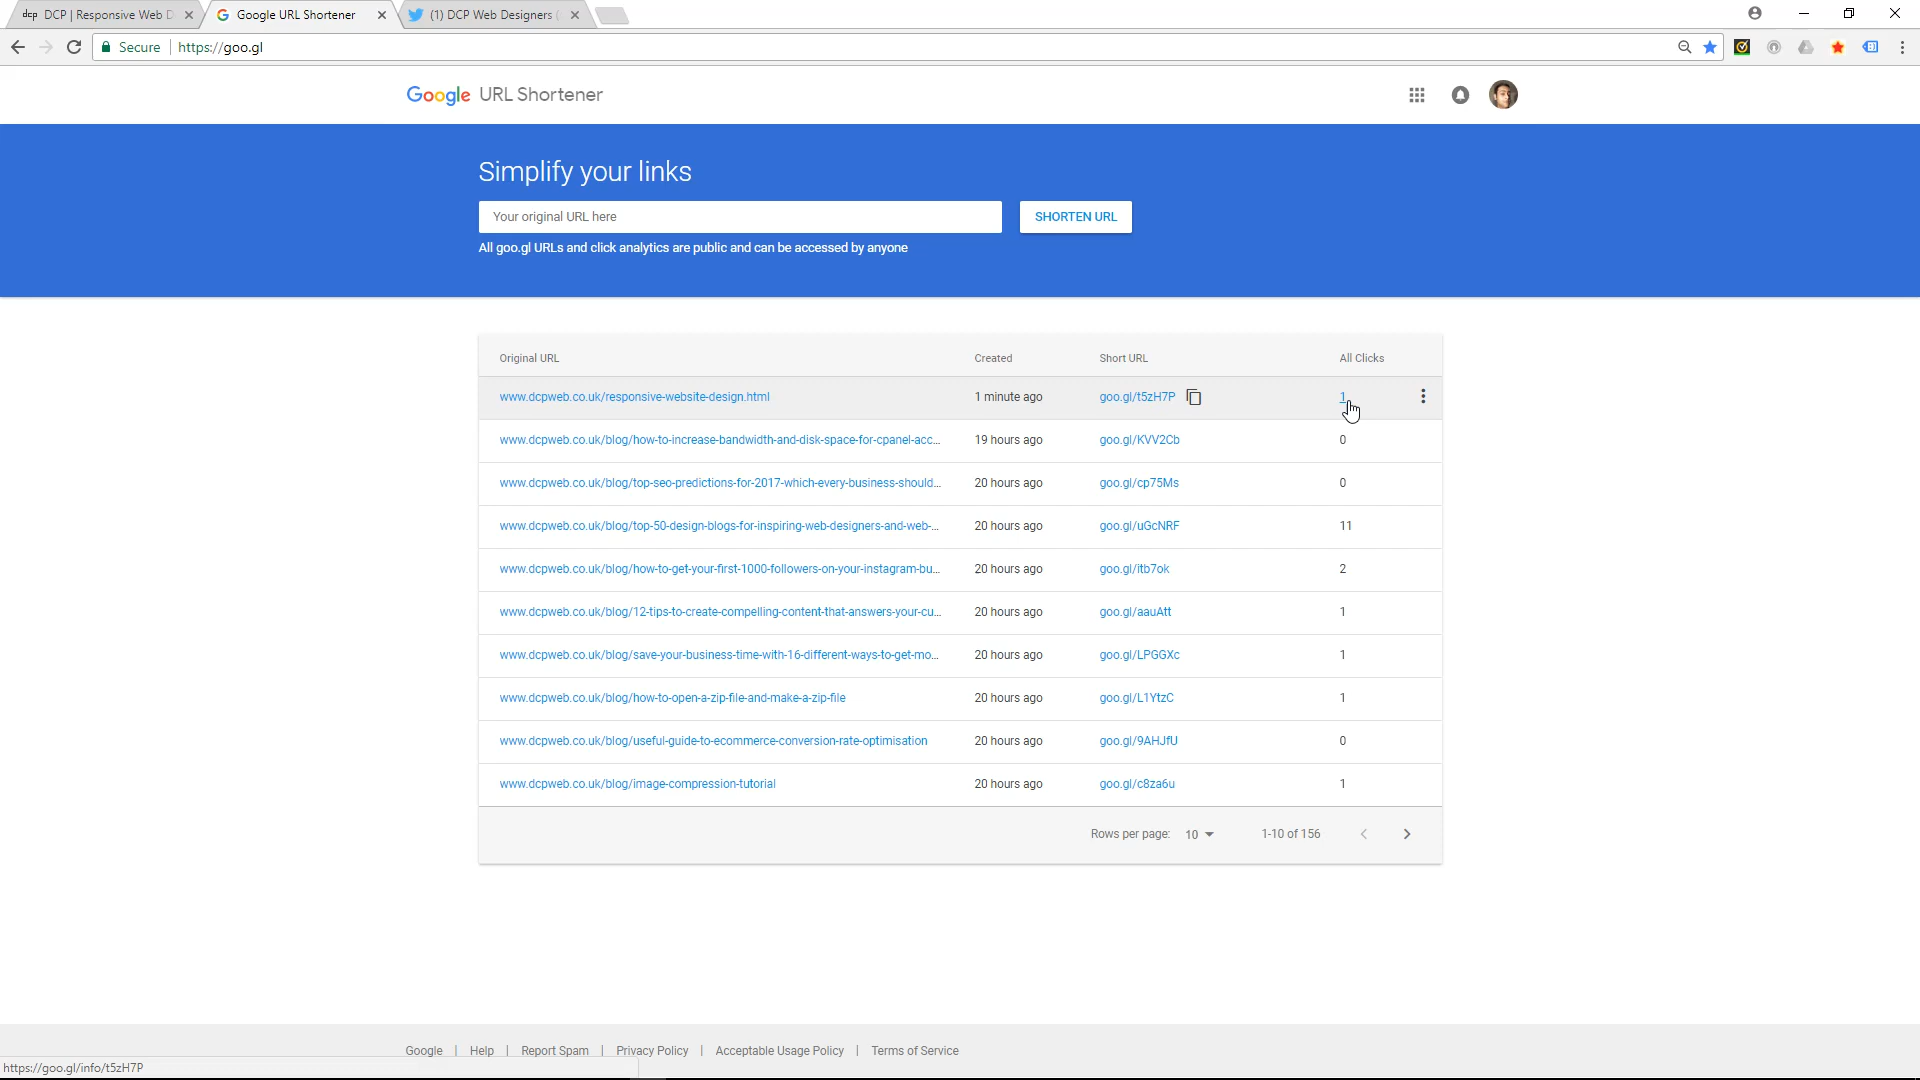 dcp DCP | Responsive Web D
Google URL Shortener
(1) DCP Web Designers (
Secure https://goo.gl
Google URL Shortener
Simplify your links
Your original URL here
SHORTEN URL
All goo.gl URLs and click analytics are public and can be accessed by anyone
Original URL Created Short URL All Clicks
www.dcpweb.co.uk/responsive-website-design.html 1 minute ago goo.gl/t5zH7P 1
www.dcpweb.co.uk/blog/how-to-increase-bandwidth-and-disk-space-for-cpanel-acc... 19 hours ago goo.gl/KVV2Cb 0
www.dcpweb.co.uk/blog/top-seo-predictions-for-2017-which-every-business-should... 20 hours ago goo.gl/cp75Ms 0
www.dcpweb.co.uk/blog/top-50-design-blogs-for-inspiring-web-designers-and-web-... 20 hours ago goo.gl/uGcNRF 11
www.dcpweb.co.uk/blog/how-to-get-your-first-1000-followers-on-your-instagram-bu... 20 hours ago goo.gl/itb7ok 2
www.dcpweb.co.uk/blog/12-tips-to-create-compelling-content-that-answers-your-cu... 20 hours ago goo.gl/aauAtt 1
www.dcpweb.co.uk/blog/save-your-business-time-with-16-different-ways-to-get-mo... 20 hours ago goo.gl/LPGGXc 1
www.dcpweb.co.uk/blog/how-to-open-a-zip-file-and-make-a-zip-file 20 hours ago goo.gl/L1YtzC 1
www.dcpweb.co.uk/blog/useful-guide-to-ecommerce-conversion-rate-optimisation 20 hours ago goo.gl/9AHJfU 0
www.dcpweb.co.uk/blog/image-compression-tutorial 20 hours ago goo.gl/c8za6u 1
Rows per page: 10 1-10 of 156
Google | Help | Report Spam | Privacy Policy | Acceptable Usage Policy | Terms of Service
https://goo.gl/info/t5zH7P